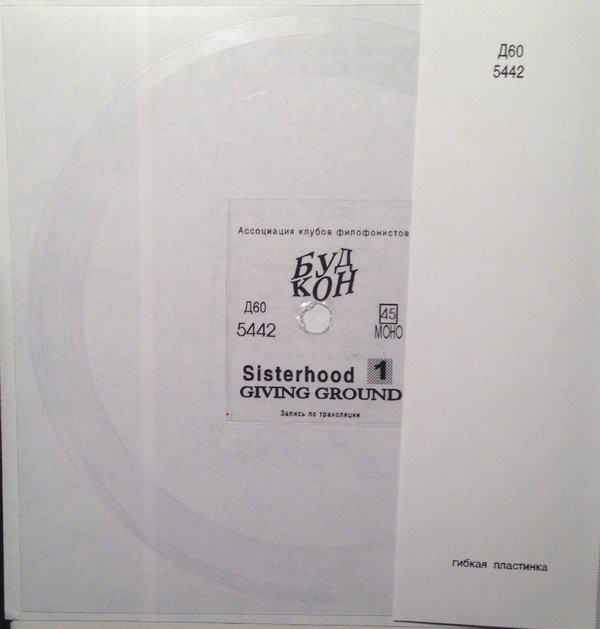 Д60
5442
Ассоциация клубов филофонистов
БУД
КОН
Д60
5442
45
МОНО
Sisterhood 1
GIVING GROUND
Запись по трансляции
гибкая пластинка